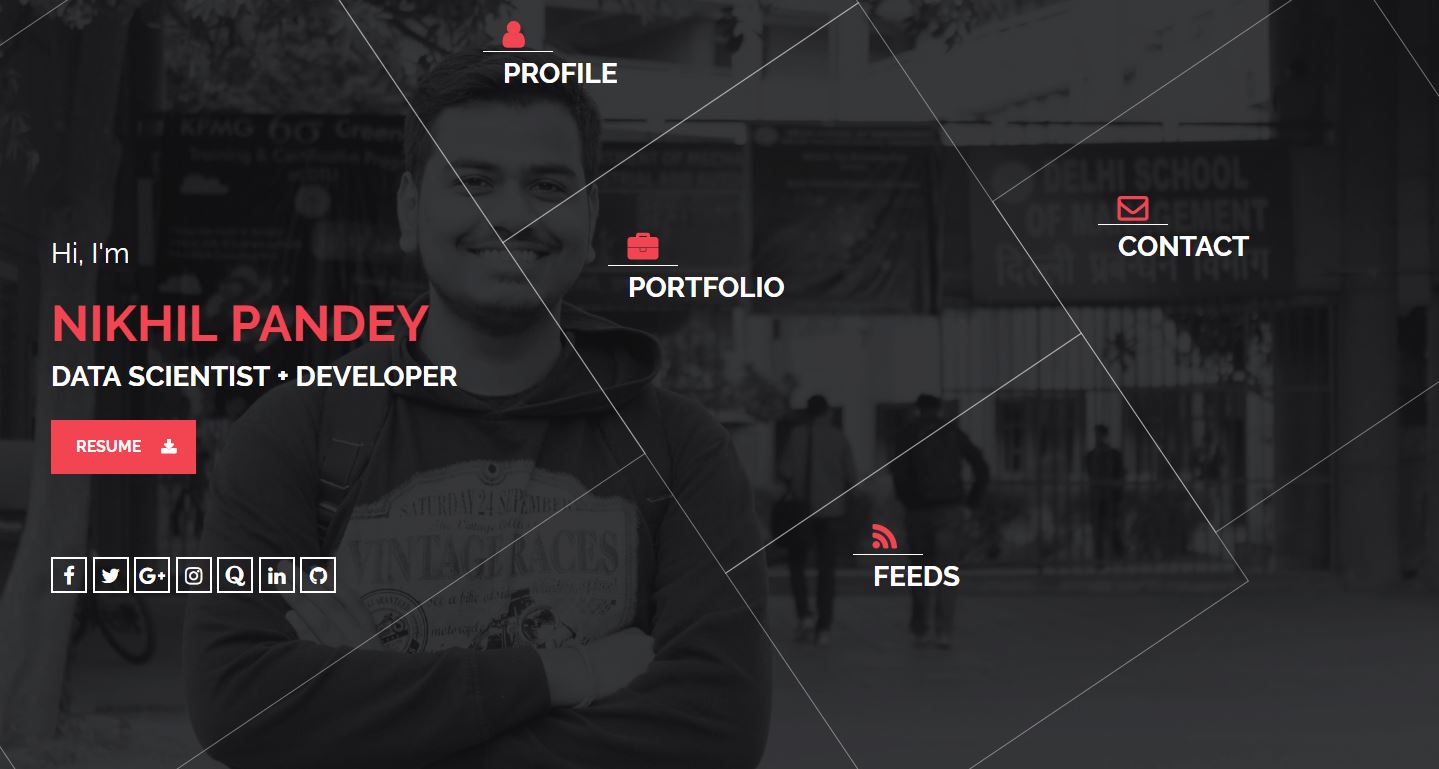 PROFILE
KPMG
Green
DELHI SCHOOL
OF
CONTACT
Hi, I'm
PORTFOLIO
NIKHIL PANDEY
DATA SCIENTIST + DEVELOPER
RESUME
SATURDAY 24 SEPTEMBER
VINTAGE RACES
FEEDS